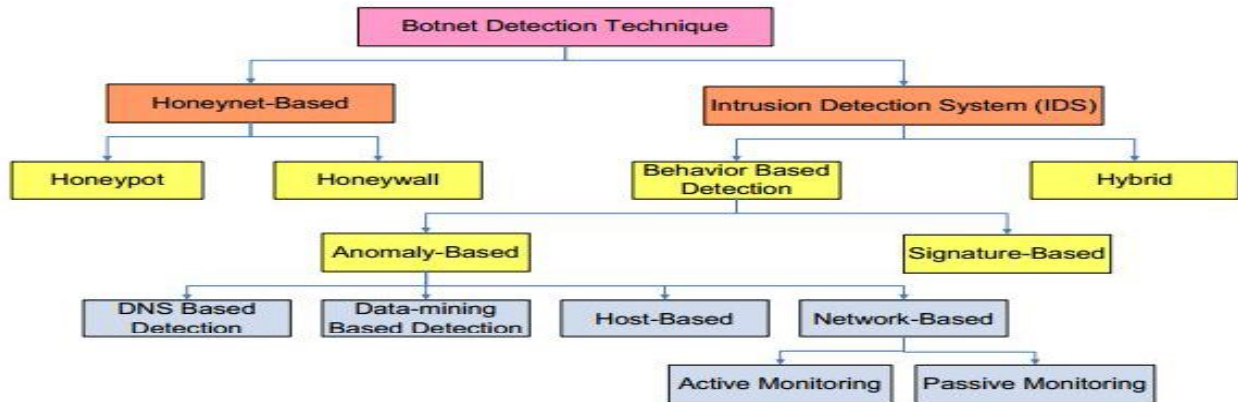 Botnet Detection Technique
Honeynet-Based
Intrusion Detection System (IDS)
Honeypot
Honeywall
Behavior Based
Detection
Hybrid
Anomaly-Based
Signature-Based
DNS Based
Detection
Data-mining
Based Detection
Host-Based
Network-Based
Active Monitoring
Passive Monitoring